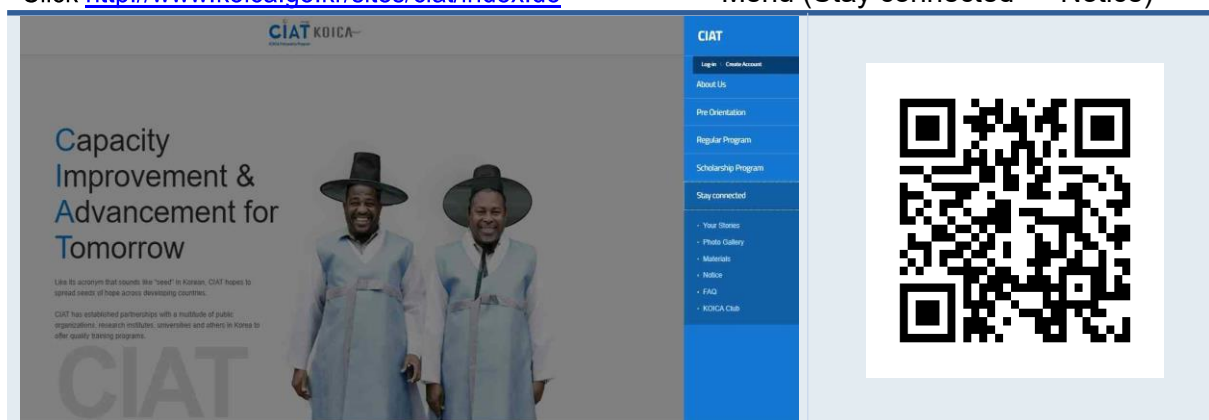 Click http://www.koica.go.kr/sites/ciat/index.do
Menu (Stay connected Notice)
CIAT KOICA
CIAT
Log-in Create Account
About Us
Pre Orientation
Regular Program
Scholarship Program
Stay connected
Your Stories
Photo Gallery
Materials
Notice
FAQ
KOICA Club
Capacity
Improvement &
Advancement for
Tomorrow
Like its acronym that sounds like "seed" in Korean, CIAT hopes to
spread seeds of hope across developing countries.
CIAT has established partnerships with a multitude of public
organizations, research institutes, universities and others in Korea to
offer quality training programs.
CIAT